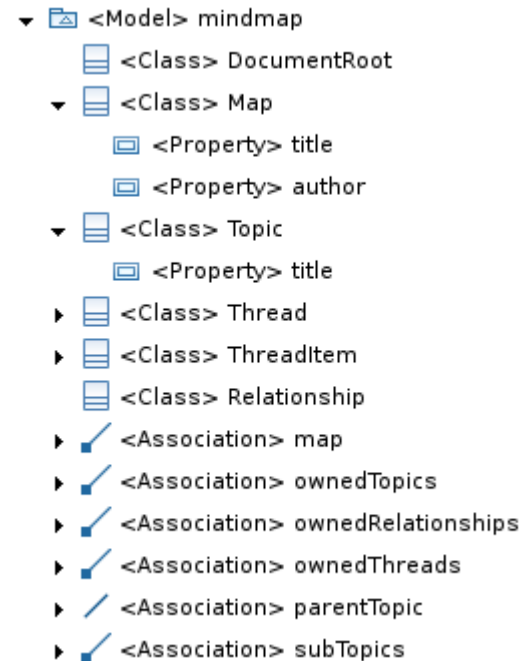 <Model> mindmap
<Class> DocumentRoot
<Class> Map
<Property> title
<Property> author
<Class> Topic
<Property> title
<Class> Thread
<Class> ThreadItem
<Class> Relationship
<Association> map
<Association> ownedTopics
<Association> ownedRelationships
<Association> ownedThreads
<Association> parentTopic
<Association> subTopics